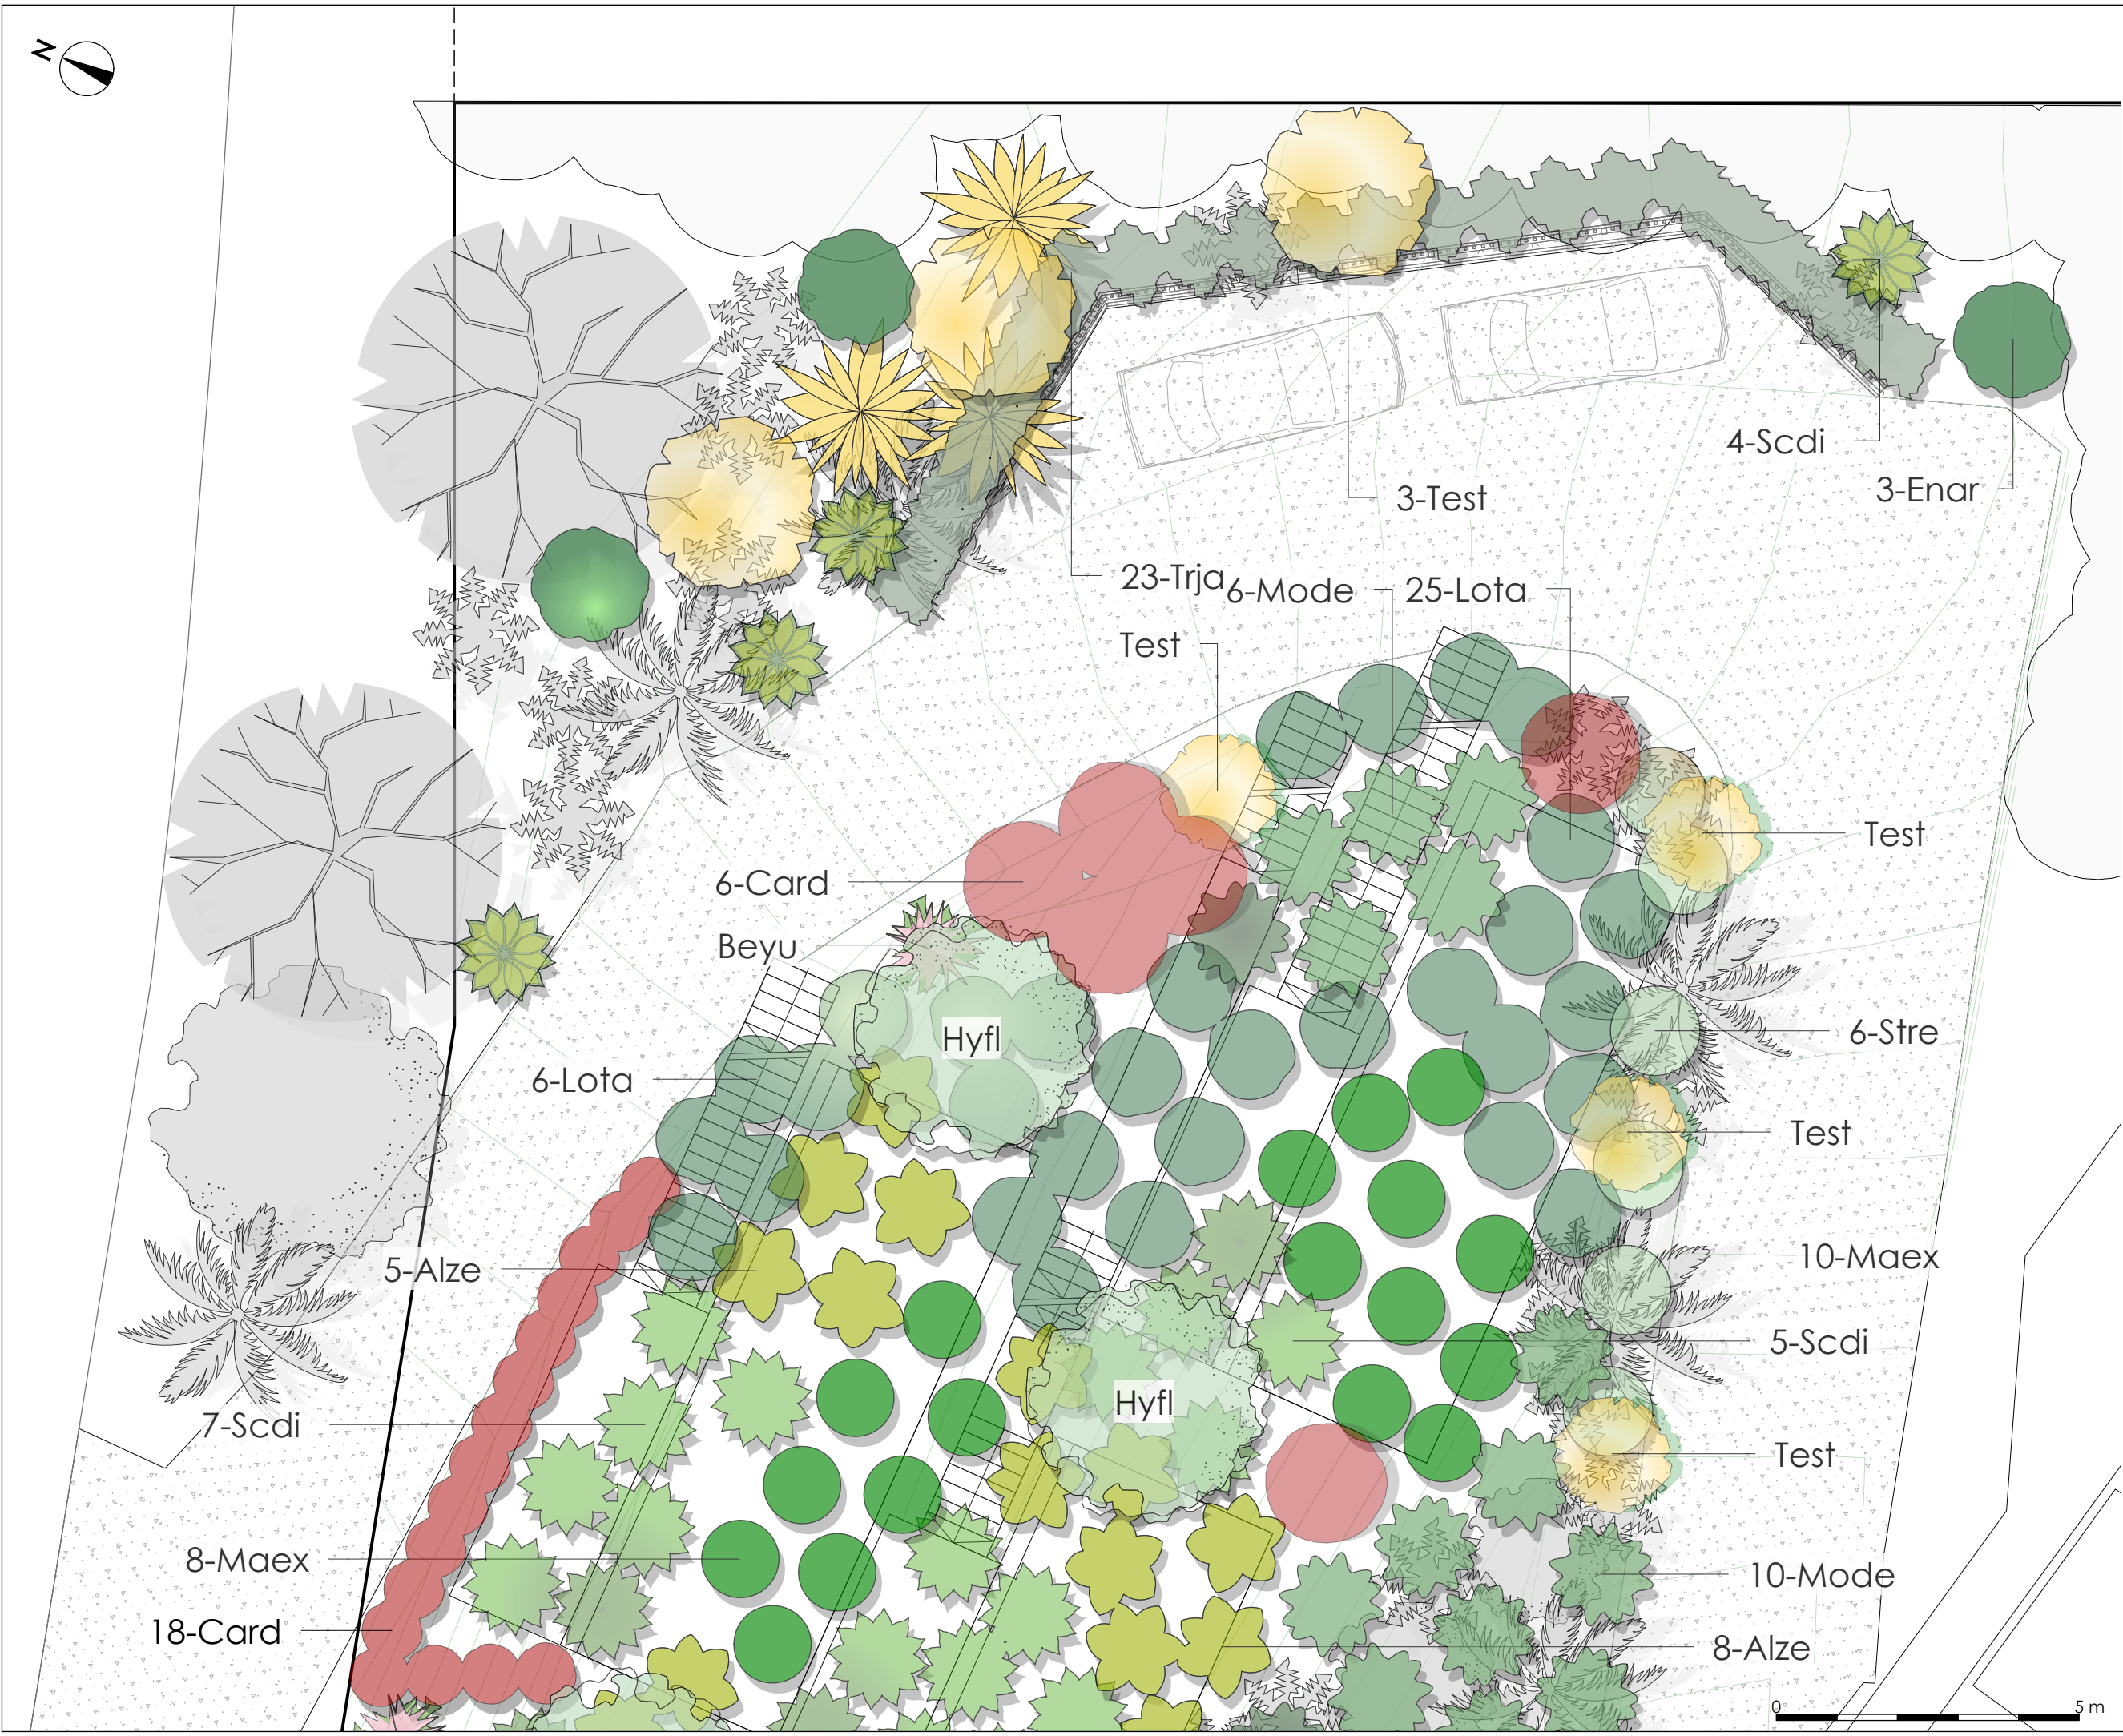 N
4-Scdi
3-Enar
3-Test
23-Trja
6-Mode
25-Lota
Test
Test
6-Card
Beyu
Hyfl
6-Stre
6-Lota
Test
5-Alze
10-Maex
5-Scdi
7-Scdi
Hyfl
Test
8-Maex
10-Mode
18-Card
8-Alze
0 5 m